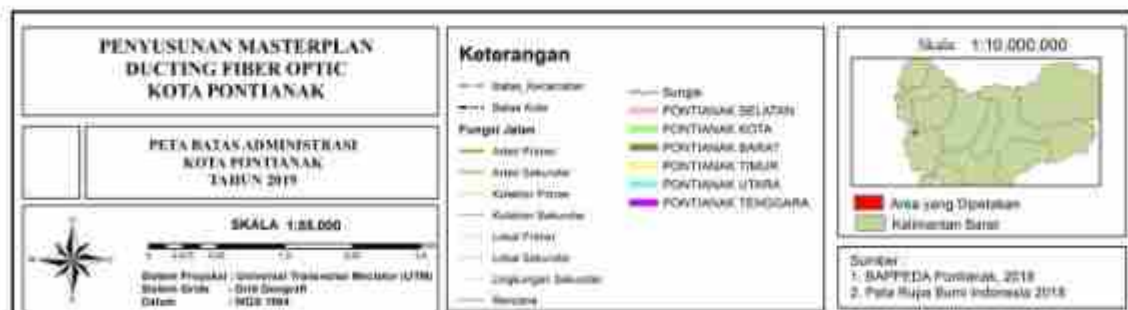 PENYUSUNAN MASTERPLAN
DUCTING FIBER OPTIC
KOTA PONTIANAK
PETA BATAS ADMINISTRASI
KOTA PONTIANAK
TAHUN 2019
SKALA 1:55.000
Sistem Proyeksi : Universal Transverse Mercator (UTM)
Sistem Grids : Grid Geografi
Datum : WGS 1984
Keterangan
Batas_Kecamatan
Batas Kota
Fungsi Jalan
Arteri Primer
Arteri Sekunder
Kolektor Primer
Kolektor Sekunder
Lokal Primer
Lokal Sekunder
Lingkungan Sekunder
Rencana
Sungai
PONTIANAK SELATAN
PONTIANAK KOTA
PONTIANAK BARAT
PONTIANAK TIMUR
PONTIANAK UTARA
PONTIANAK TENGGARA
Skala 1:10.000.000
Area yang Dipetakan
Kalimantan Barat
Sumber :
1. BAPPEDA Pontianak, 2018
2. Peta Rupa Bumi Indonesia 2018